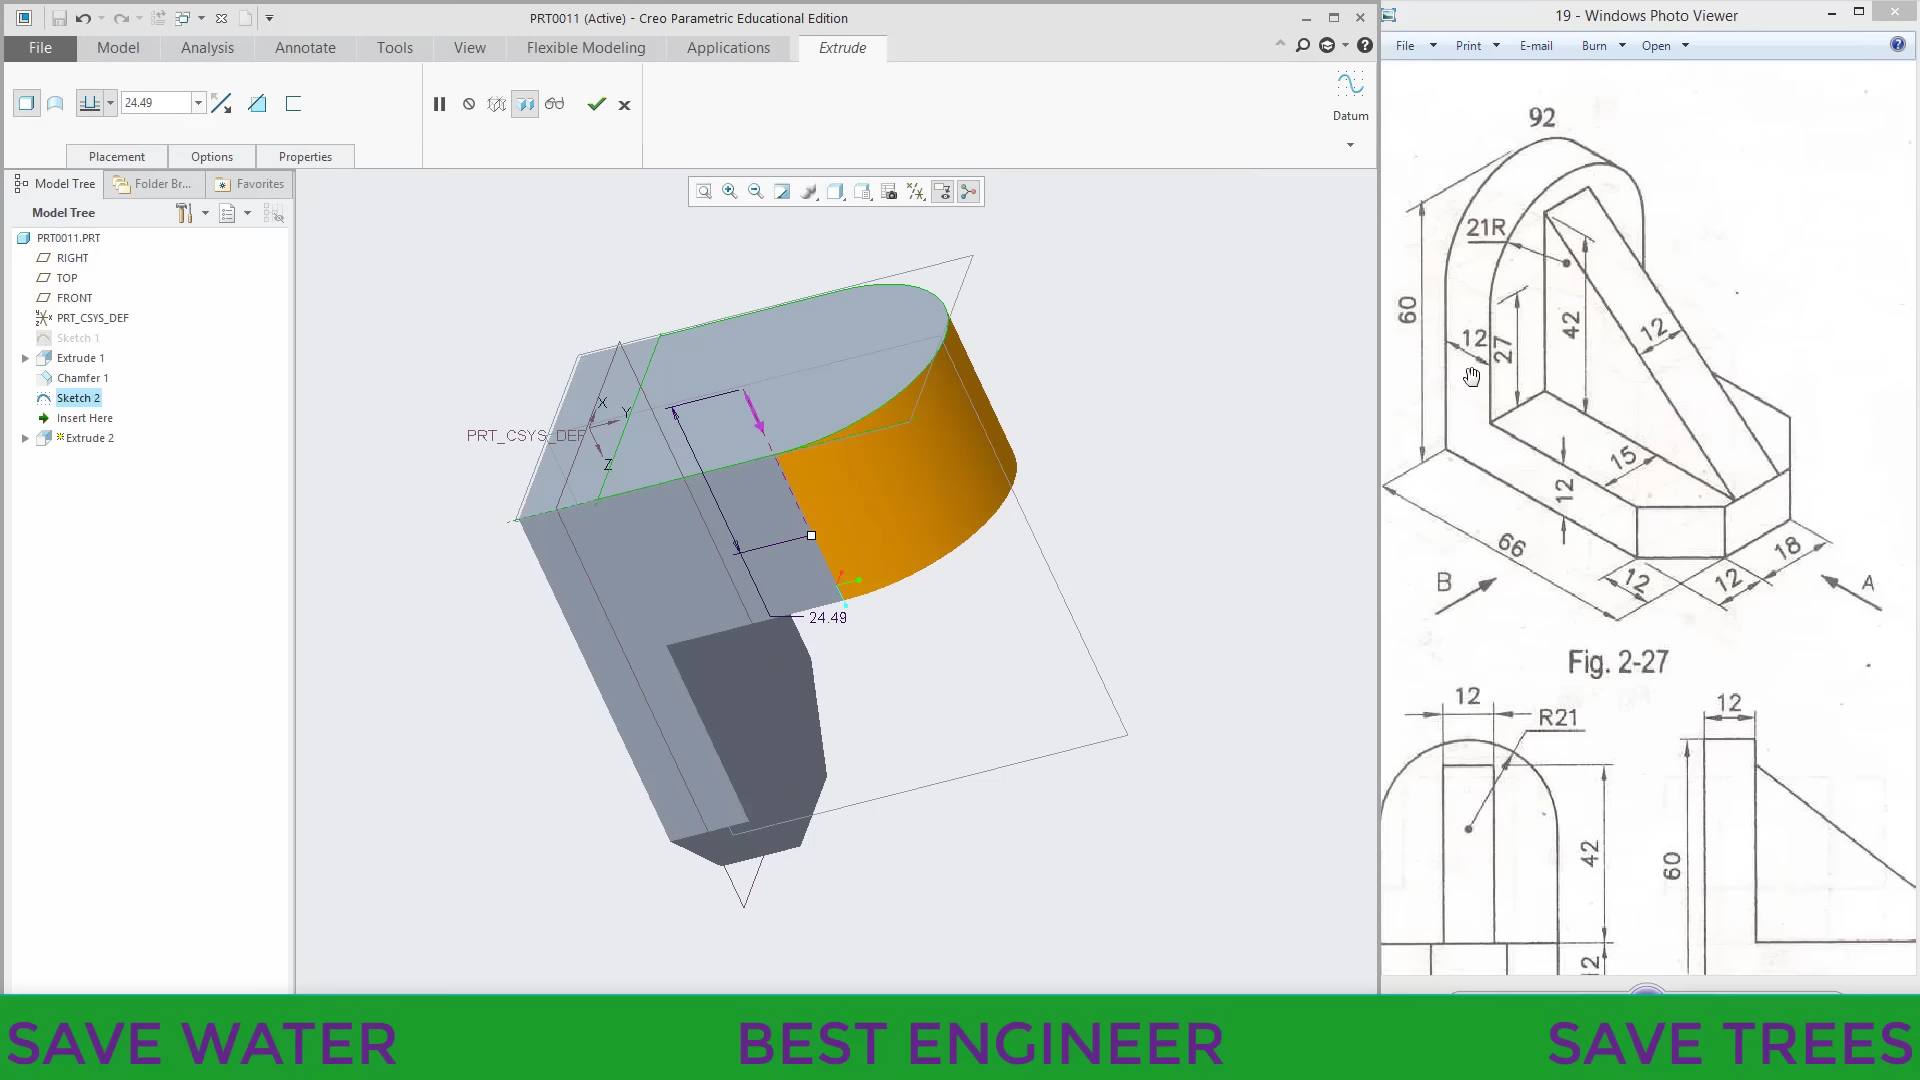 PRT0011 (Active) - Creo Parametric Educational Edition
File Model Analysis Annotate Tools View Flexible Modeling Applications Extrude
24.49
Datum
Placement Options Properties
Model Tree Folder Br... Favorites
Model Tree
PRT0011.PRT
RIGHT
TOP
FRONT
PRT_CSYS_DEF
Sketch 1
Extrude 1
Chamfer 1
Sketch 2
Insert Here
Extrude 2
X
Y
PRT_CSYS_DEF
Z
24.49
19 - Windows Photo Viewer
File Print E-mail Burn Open
92
21R
60
12
27
42
12
15
12
66
12
12
18
B
A
Fig. 2-27
12
R21
42
12
60
SAVE WATER BEST ENGINEER SAVE TREES